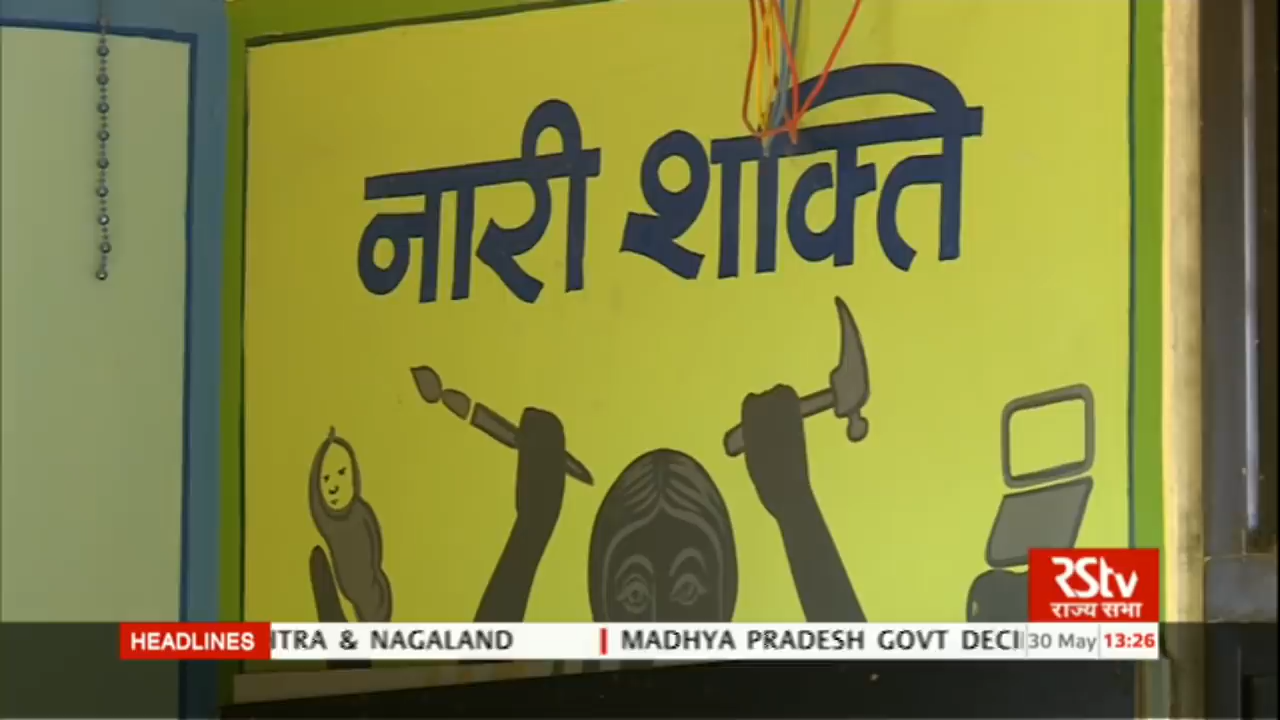 नारी शक्ति
RStv
राज्य सभा
HEADLINES
ITRA & NAGALAND | MADHYA PRADESH GOVT DECI
30 May 13:26